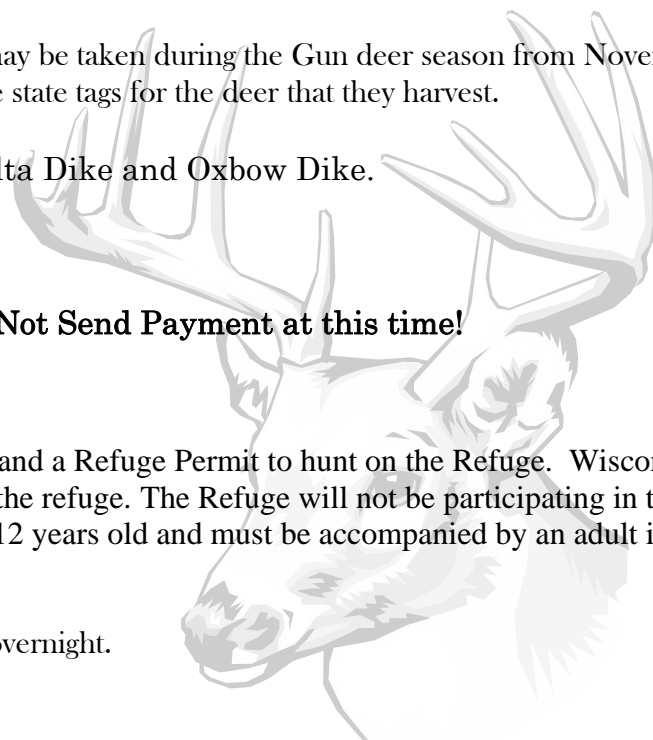 may be taken during the Gun deer season from Nove
state tags for the deer that they harvest.
lta Dike and Oxbow Dike.
Not Send Payment at this time!
and a Refuge Permit to hunt on the Refuge. Wisco
the refuge. The Refuge will not be participating in t
12 years old and must be accompanied by an adult i
vernight.